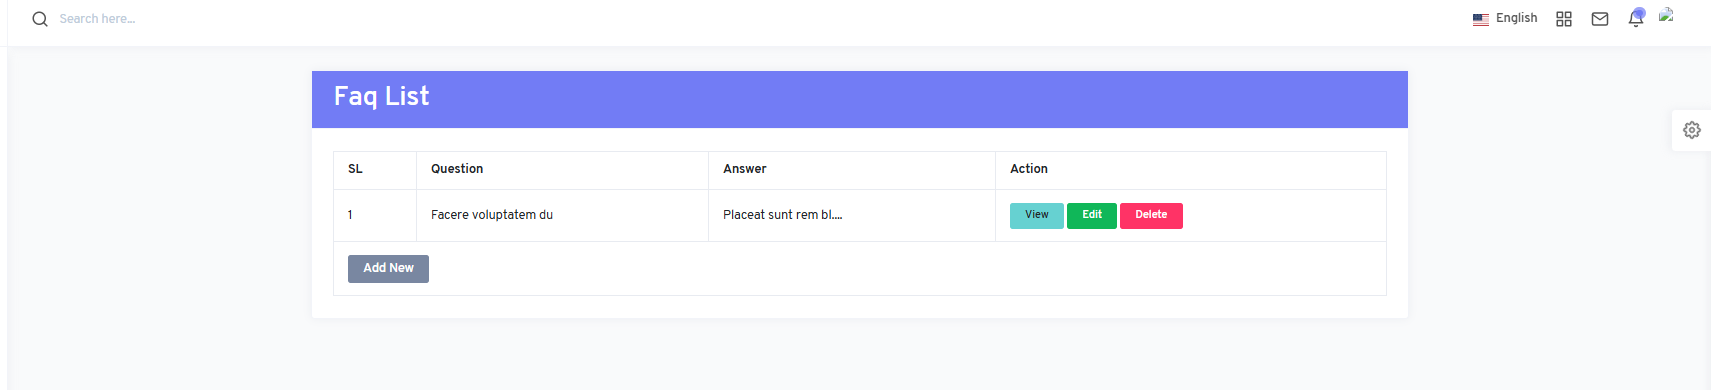 Search here...
English
Faq List
SL Question Answer Action
1 Facere voluptatem du Placeat sunt rem bl.... View Edit Delete
Add New